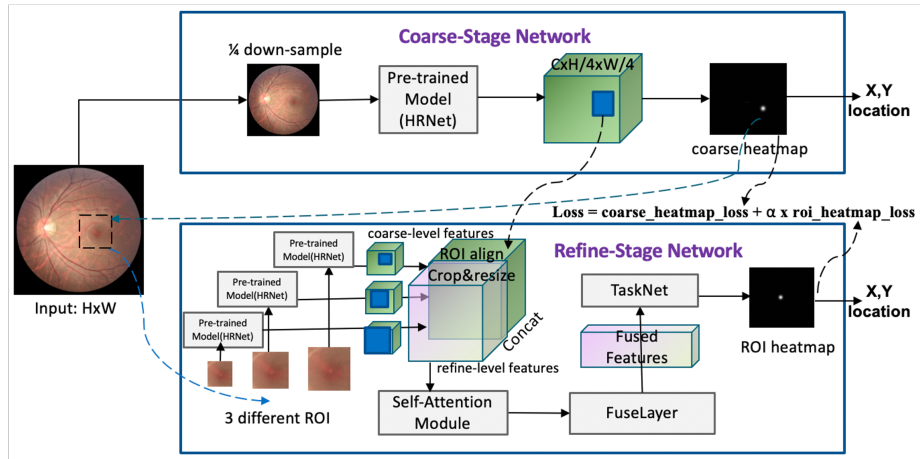 Coarse-Stage Network
¼ down-sample
Pre-trained
Model
(HRNet)
CxH/4xW/4
X,Y
location
coarse heatmap
Loss = coarse_heatmap_loss + α x roi_heatmap_loss
Input: HxW
Refine-Stage Network
coarse-level features
Pre-trained
Model(HRNet)
Pre-trained
Model(HRNet)
Pre-trained
Model(HRNet)
ROI align
Crop&resize
Concat
refine-level features
3 different ROI
Self-Attention
Module
FuseLayer
Fused
Features
TaskNet
ROI heatmap
X,Y
location